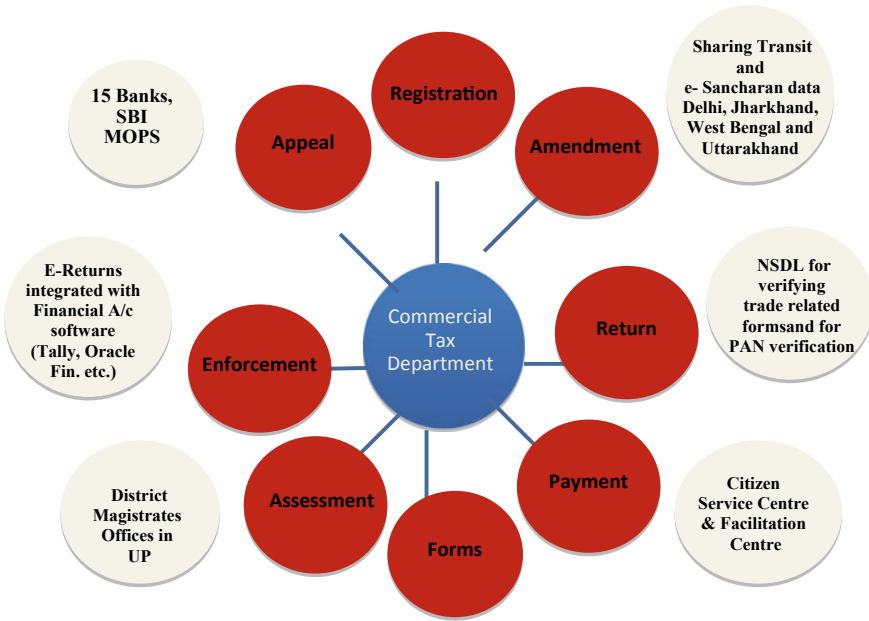 15 Banks,
SBI
MOPS
Appeal
Registration
Amendment
Sharing Transit
and
e- Sancharan data
Delhi, Jharkhand,
West Bengal and
Uttarakhand
E-Returns
integrated with
Financial A/c
software
(Tally, Oracle
Fin. etc.)
Enforcement
Commercial
Tax
Department
Return
NSDL for
verifying
trade related
formsand for
PAN verification
District
Magistrates
Offices in
UP
Assessment
Forms
Payment
Citizen
Service Centre
& Facilitation
Centre